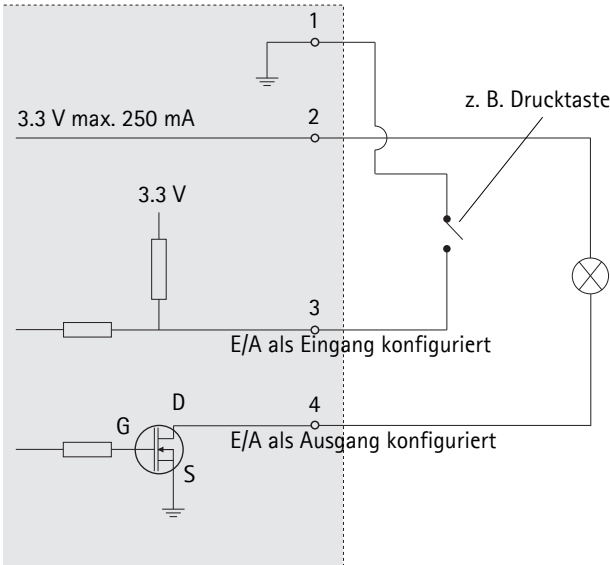 1
3.3 V max. 250 mA
2
z. B. Drucktaste
3.3 V
3
E/A als Eingang konfiguriert
D
4
G
E/A als Ausgang konfiguriert
S